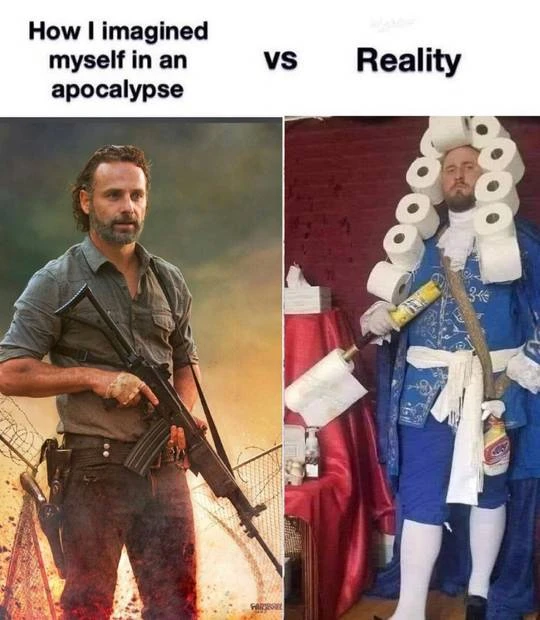 How I imagined
myself in an
apocalypse
vs
Reality